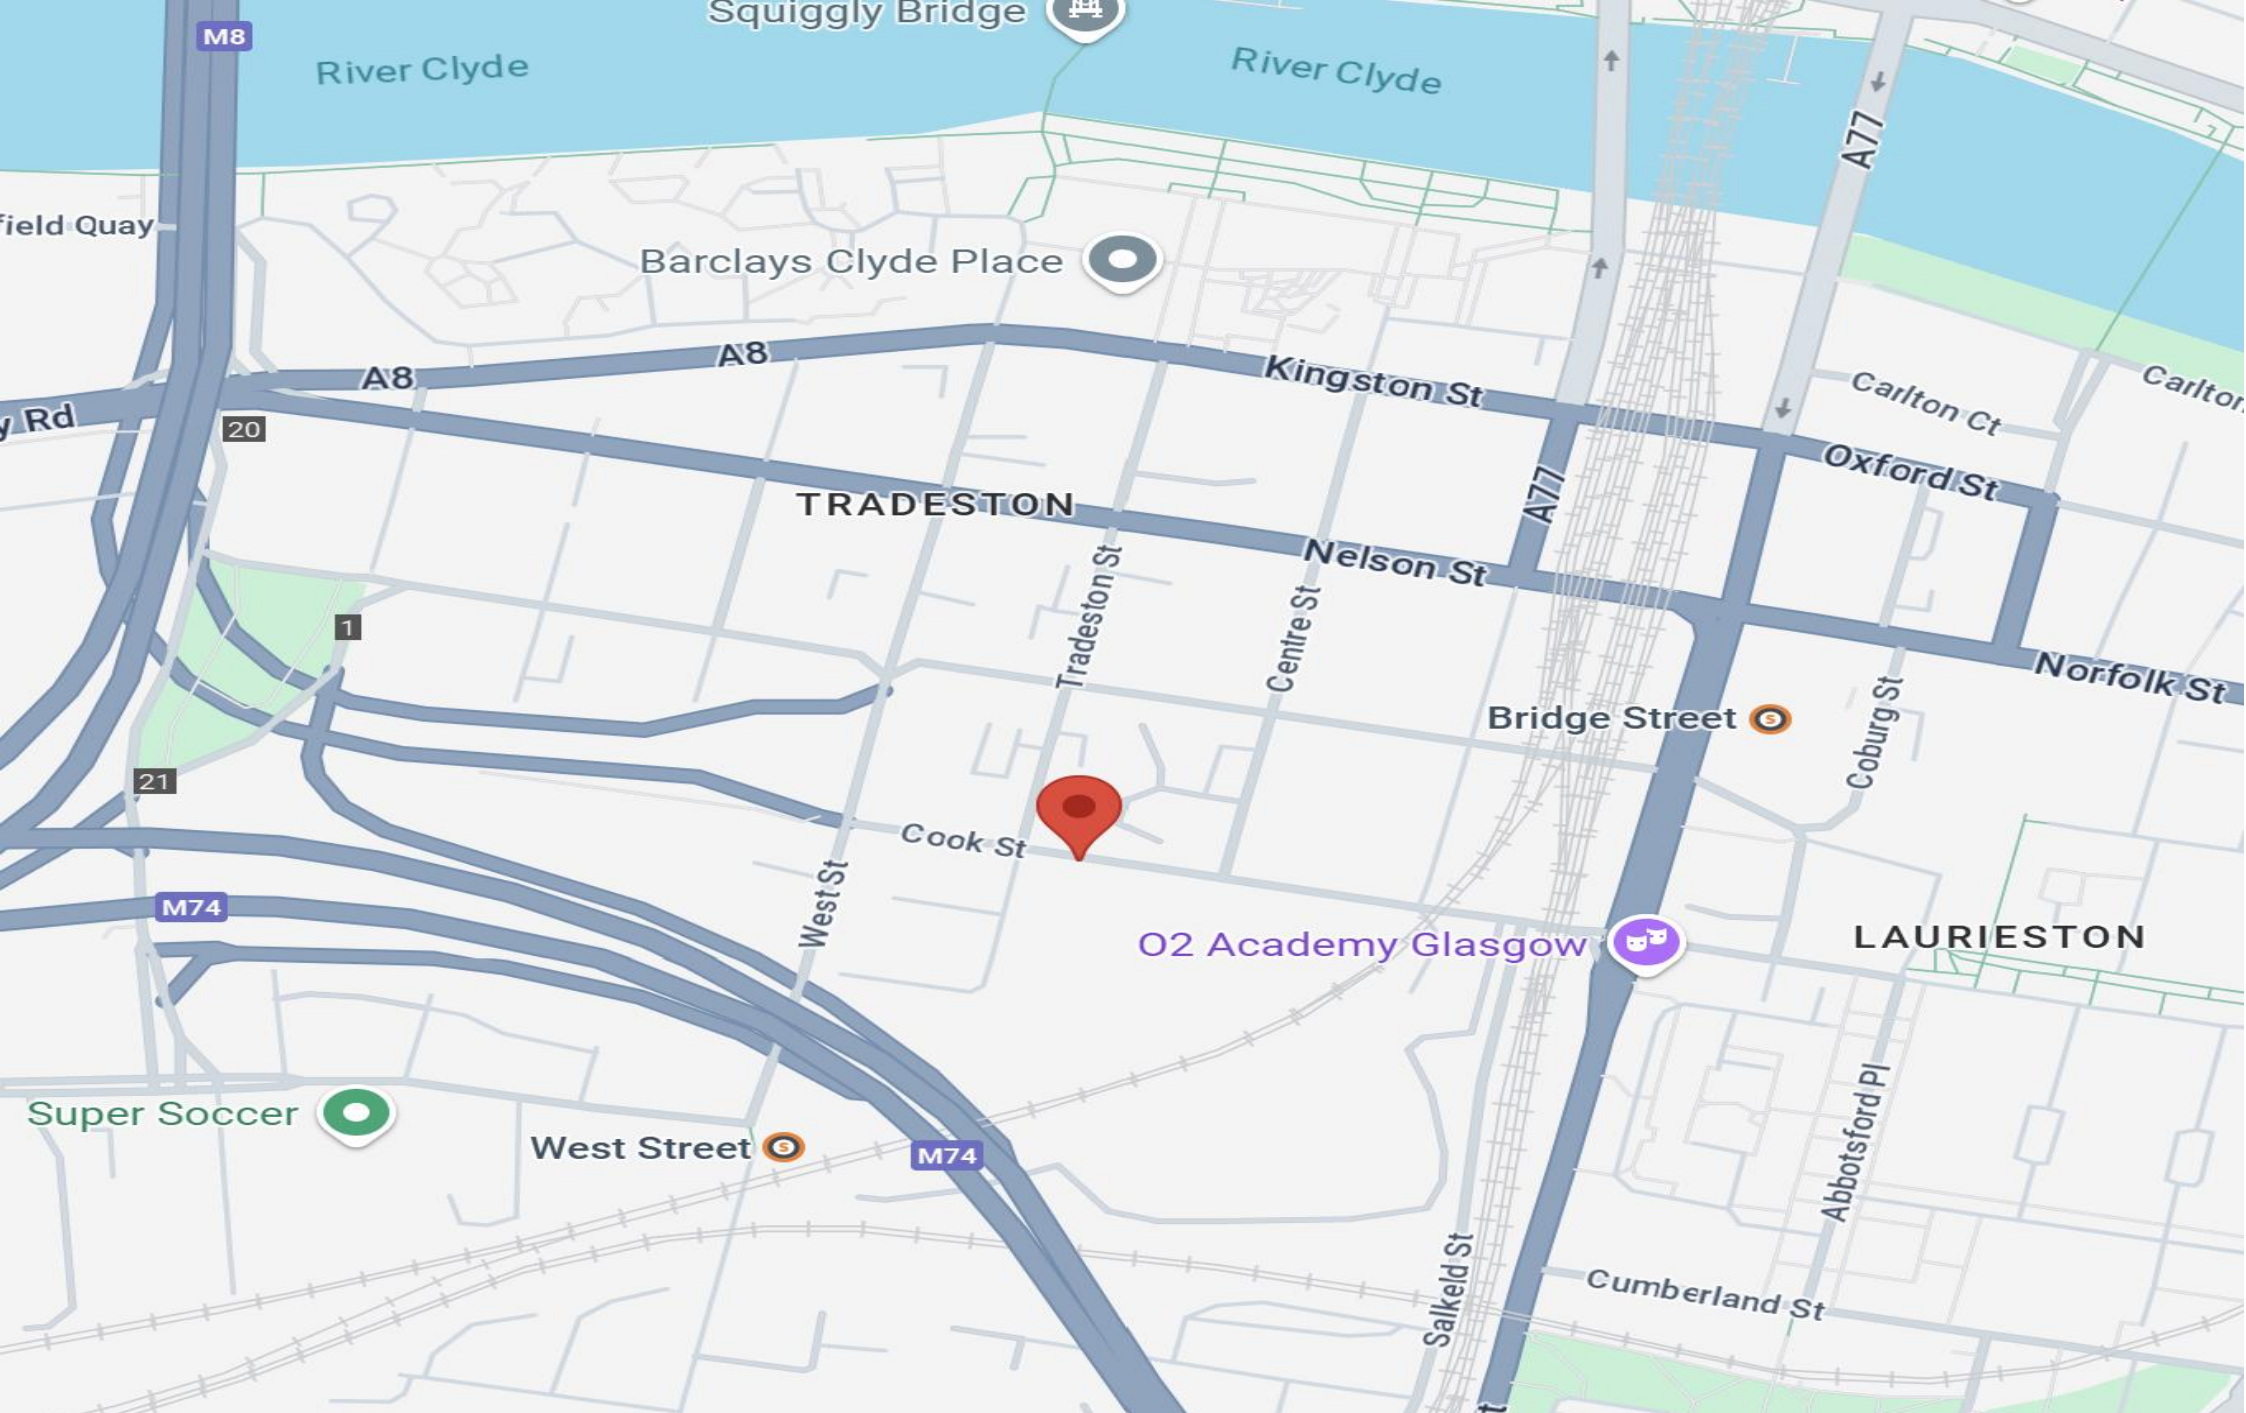 Squiggly Bridge
M8
River Clyde
River Clyde
A77
field Quay
Barclays Clyde Place
A8
A8
Kingston St
Carlton Ct
Carlton
y Rd
20
Oxford St
A77
TRADESTON
Nelson St
Tradeston St
Centre St
1
Norfolk St
Bridge Street
S
Coburg St
21
Cook St
West St
M74
O2 Academy Glasgow
LAURIESTON
Super Soccer
West Street
S
M74
Abbotsford Pl
Salkeld St
Cumberland St
t